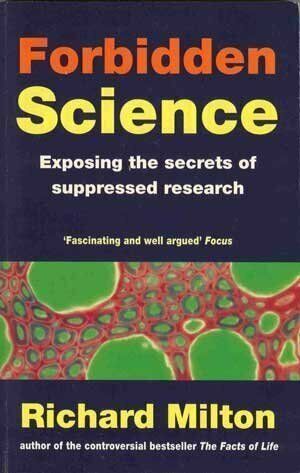 Forbidden
Science
Exposing the secrets of
suppressed research
'Fascinating and well argued' Focus
Richard Milton
author of the controversial bestseller The Facts of Life